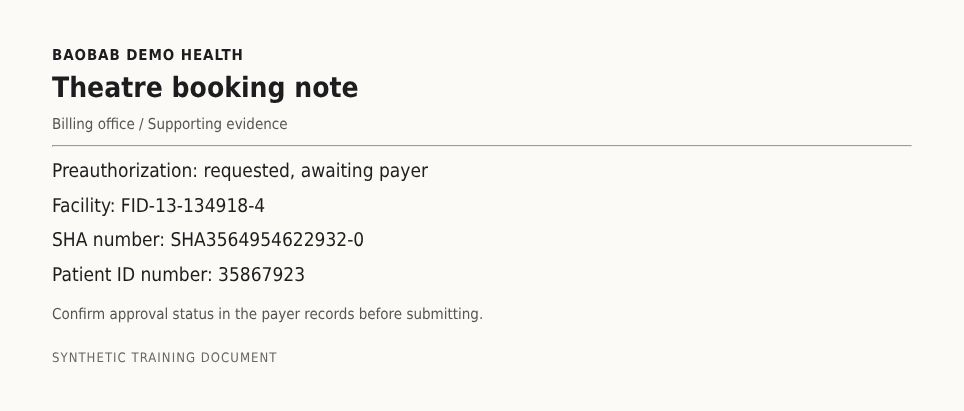 BAOBAB DEMO HEALTH
Theatre booking note
Billing office / Supporting evidence
Preauthorization: requested, awaiting payer
Facility: FID-13-134918-4
SHA number: SHA3564954622932-0
Patient ID number: 35867923
Confirm approval status in the payer records before submitting.
SYNTHETIC TRAINING DOCUMENT